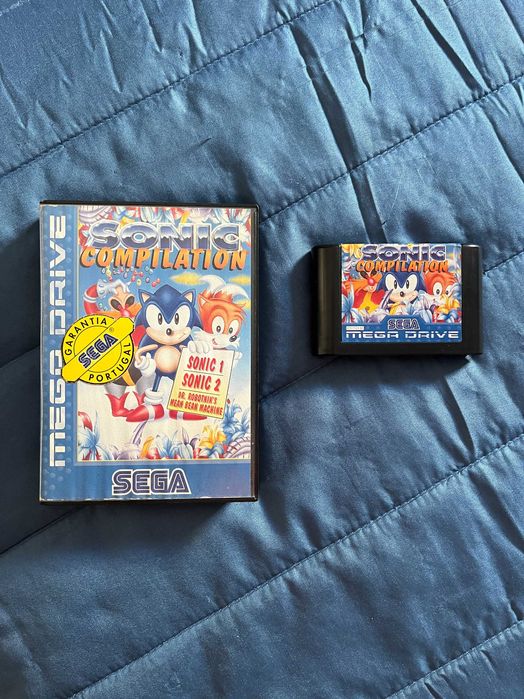 SONIC
COMPILATION
MEGA DRIVE
GARANTIA
SEGA
PORTUGAL
SONIC 1
SONIC 2
DR. ROBOTNIK'S
MEAN BEAN MACHINE
SEGA
SONIC
COMPILATION
SEGA
MEGA DRIVE